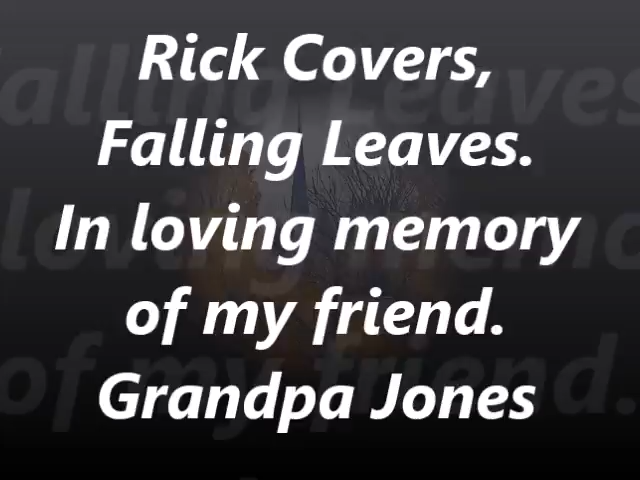 Rick Covers,
Falling Leaves.
In loving memory
of my friend.
Grandpa Jones